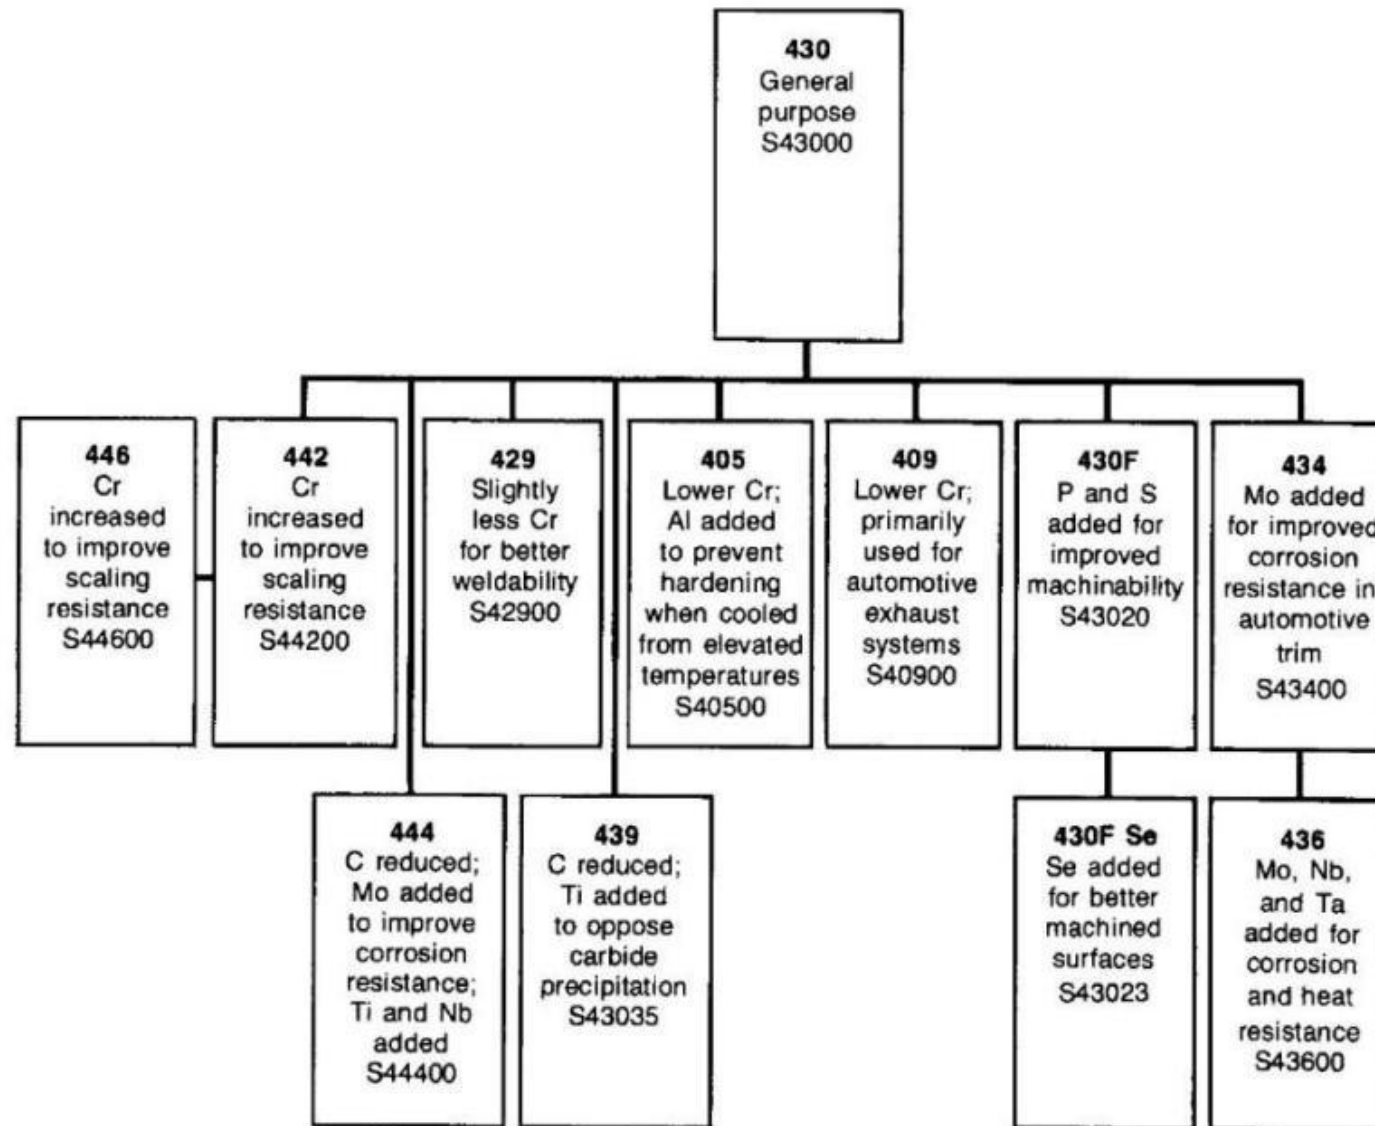 430
General
purpose
S43000
446
Cr
increased
to improve
scaling
resistance
S44600
442
Cr
increased
to improve
scaling
resistance
S44200
429
Slightly
less Cr
for better
weldability
S42900
405
Lower Cr;
Al added
to prevent
hardening
when cooled
from elevated
temperatures
S40500
409
Lower Cr;
primarily
used for
automotive
exhaust
systems
S40900
430F
P and S
added for
improved
machinability
S43020
434
Mo added
for improved
corrosion
resistance in
automotive
trim
S43400
444
C reduced;
Mo added
to improve
corrosion
resistance;
Ti and Nb
added
S44400
439
C reduced;
Ti added
to oppose
carbide
precipitation
S43035
430F Se
Se added
for better
machined
surfaces
S43023
436
Mo, Nb,
and Ta
added for
corrosion
and heat
resistance
S43600